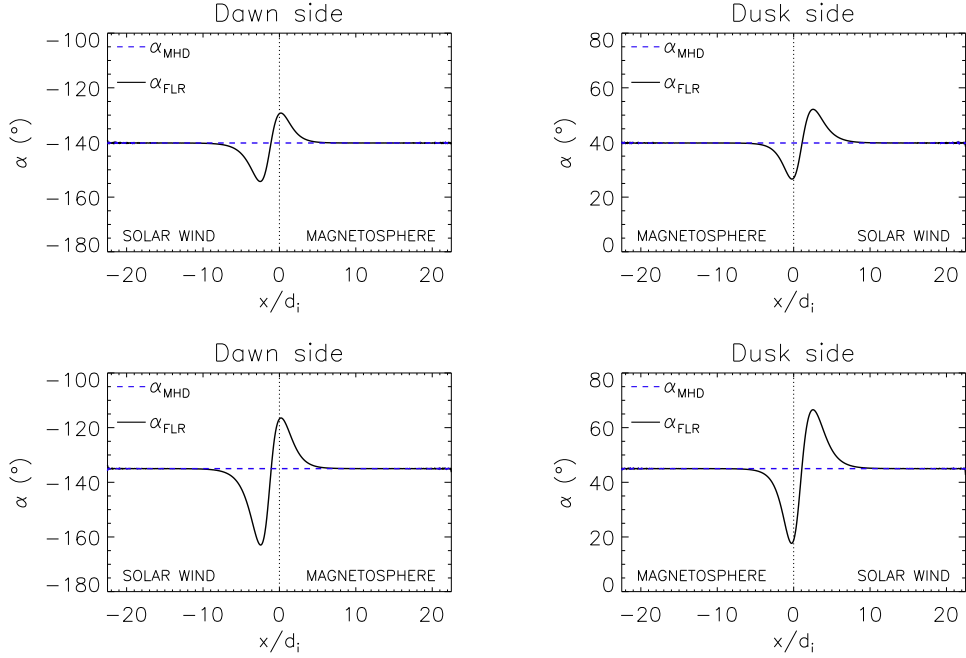 Dawn side
−100
−120
−140
−160
−180
α (°)
α_MHD
α_FLR
SOLAR WIND MAGNETOSPHERE
−20 −10 0 10 20
x/d_i
Dusk side
80
60
40
20
0
α (°)
α_MHD
α_FLR
MAGNETOSPHERE SOLAR WIND
−20 −10 0 10 20
x/d_i
Dawn side
−100
−120
−140
−160
−180
α (°)
α_MHD
α_FLR
SOLAR WIND MAGNETOSPHERE
−20 −10 0 10 20
x/d_i
Dusk side
80
60
40
20
0
α (°)
α_MHD
α_FLR
MAGNETOSPHERE SOLAR WIND
−20 −10 0 10 20
x/d_i